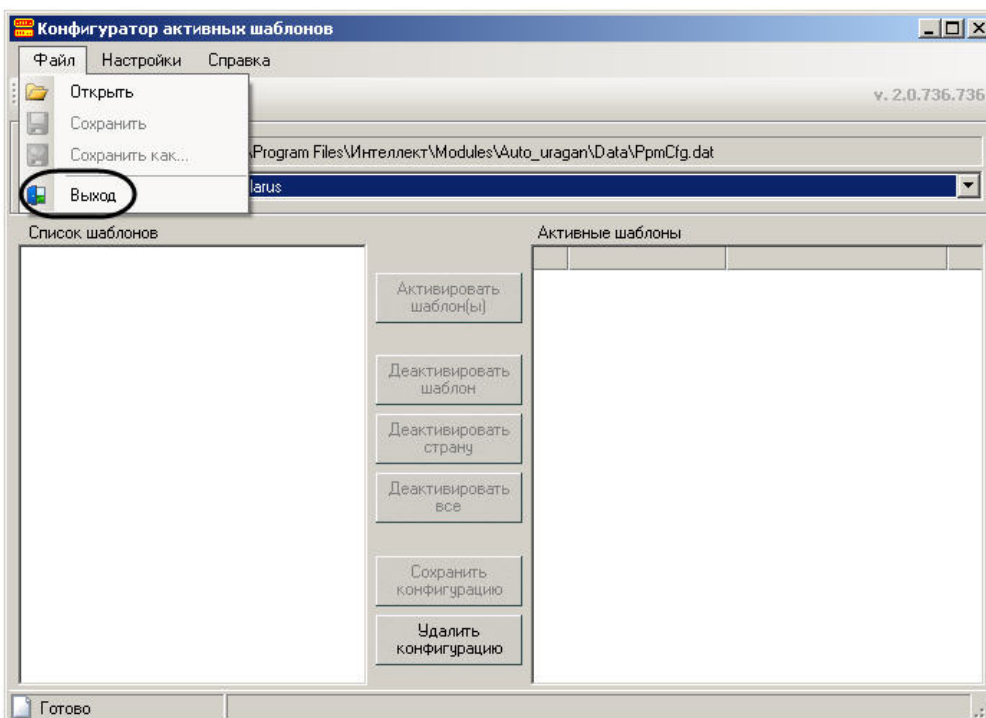 Конфигуратор активных шаблонов
Файл Настройки Справка
Открыть
v. 2.0.736.736
Сохранить
Сохранить как...
\Program Files\Интеллект\Modules\Auto_uragan\Data\PpmCfg.dat
Выход
larus
Список шаблонов
Активные шаблоны
Активировать
шаблон(ы)
Деактивировать
шаблон
Деактивировать
страну
Деактивировать
все
Сохранить
конфигурацию
Удалить
конфигурацию
Готово